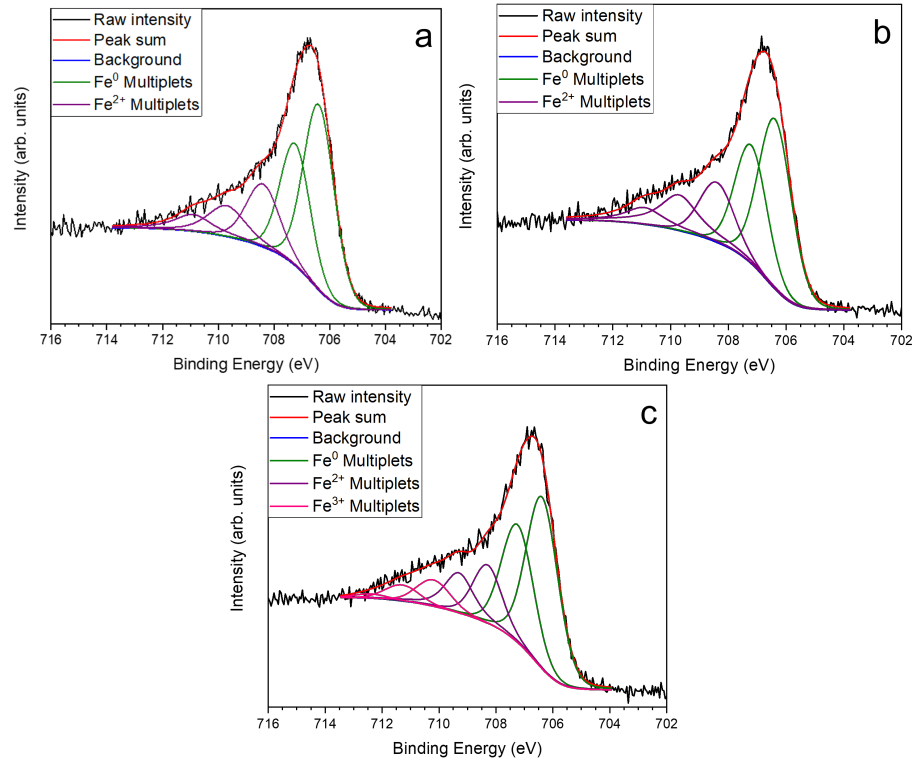 a
Raw intensity
Peak sum
Background
Fe⁰ Multiplets
Fe²⁺ Multiplets
Intensity (arb. units)
716 714 712 710 708 706 704 702
Binding Energy (eV)
b
Raw intensity
Peak sum
Background
Fe⁰ Multiplets
Fe²⁺ Multiplets
Intensity (arb. units)
716 714 712 710 708 706 704 702
Binding Energy (eV)
c
Raw intensity
Peak sum
Background
Fe⁰ Multiplets
Fe²⁺ Multiplets
Fe³⁺ Multiplets
Intensity (arb. units)
716 714 712 710 708 706 704 702
Binding Energy (eV)